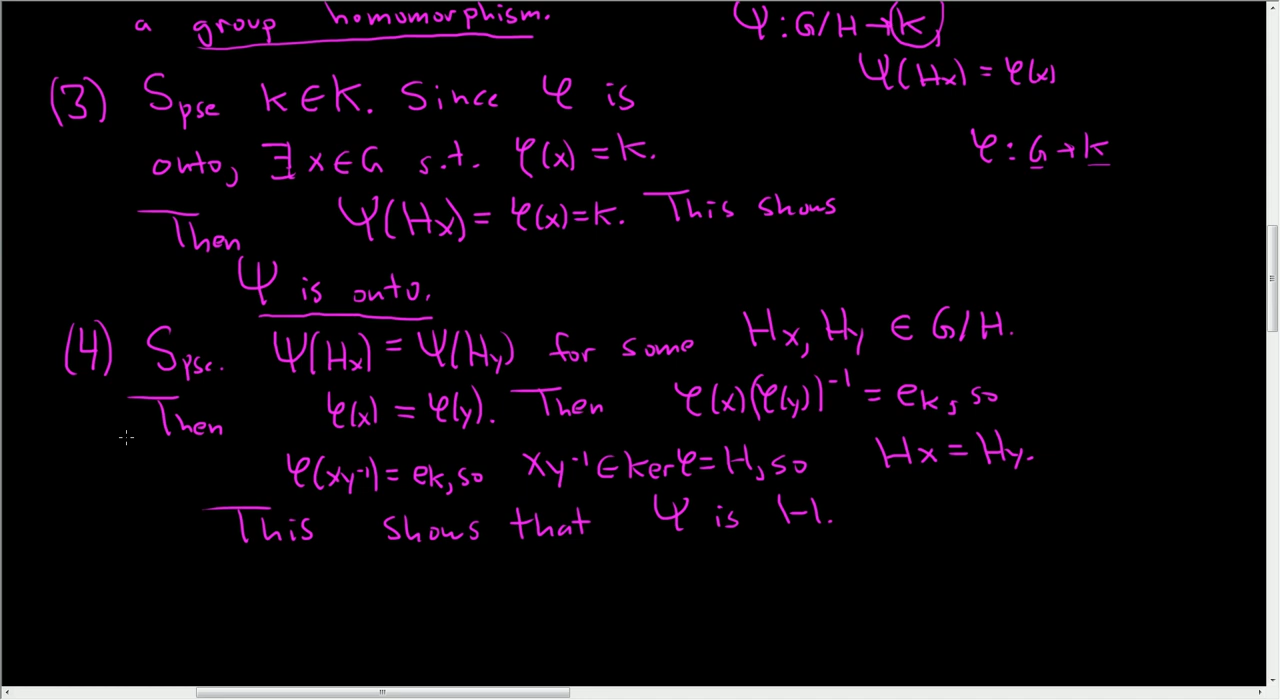 a group homomorphism.
Ψ : G/H → K,
Ψ(Hx) = φ(x)
(3) Spse k ∈ K. Since φ is
onto, ∃ x ∈ G s.t. φ(x) = k.
φ : G → K
Then Ψ(Hx) = φ(x) = k. This shows
Ψ is onto.
(4) Spse. Ψ(Hx) = Ψ(Hy) for some Hx, Hy ∈ G/H.
Then φ(x) = φ(y). Then φ(x)(φ(y))⁻¹ = eₖ, so
φ(xy⁻¹) = eₖ, so xy⁻¹ ∈ ker φ = H, so Hx = Hy.
This shows that Ψ is 1-1.